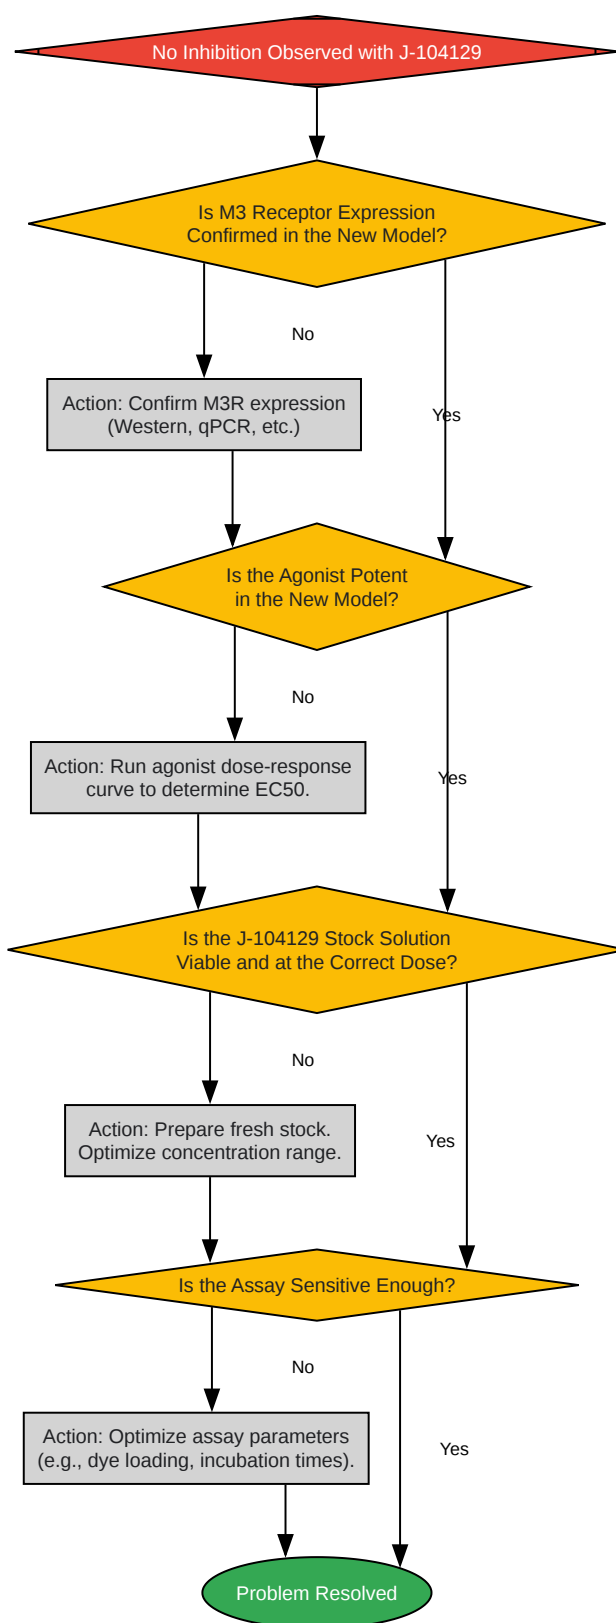 No Inhibition Observed with J-104129
Is M3 Receptor Expression
Confirmed in the New Model?
No
Action: Confirm M3R expression
(Western, qPCR, etc.)
Yes
Is the Agonist Potent
in the New Model?
No
Action: Run agonist dose-response
curve to determine EC50.
Yes
Is the J-104129 Stock Solution
Viable and at the Correct Dose?
No
Action: Prepare fresh stock.
Optimize concentration range.
Yes
Is the Assay Sensitive Enough?
No
Action: Optimize assay parameters
(e.g., dye loading, incubation times).
Yes
Problem Resolved